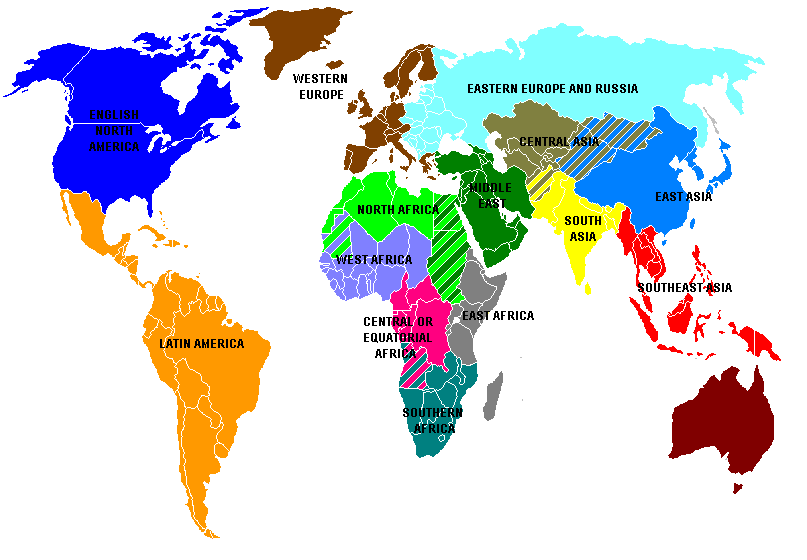 WESTERN
EUROPE
EASTERN EUROPE AND RUSSIA
ENGLISH
NORTH
AMERICA
CENTRAL ASIA
MIDDLE
EAST
EAST ASIA
NORTH AFRICA
SOUTH
ASIA
WEST AFRICA
SOUTHEAST ASIA
EAST AFRICA
CENTRAL OR
EQUATORIAL
AFRICA
LATIN AMERICA
SOUTHERN
AFRICA